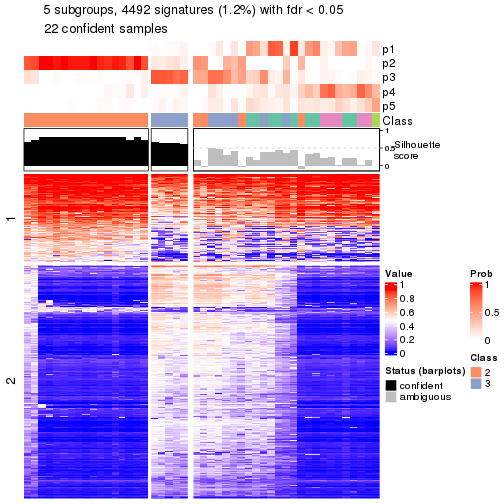 5 subgroups, 4492 signatures (1.2%) with fdr < 0.05
22 confident samples
p1
p2
p3
p4
p5
Class
1
0.5
0
Silhouette
score
1
2
Value
1
0.8
0.6
0.4
0.2
0
Prob
1
0.5
0
Status (barplots)
confident
ambiguous
Class
2
3